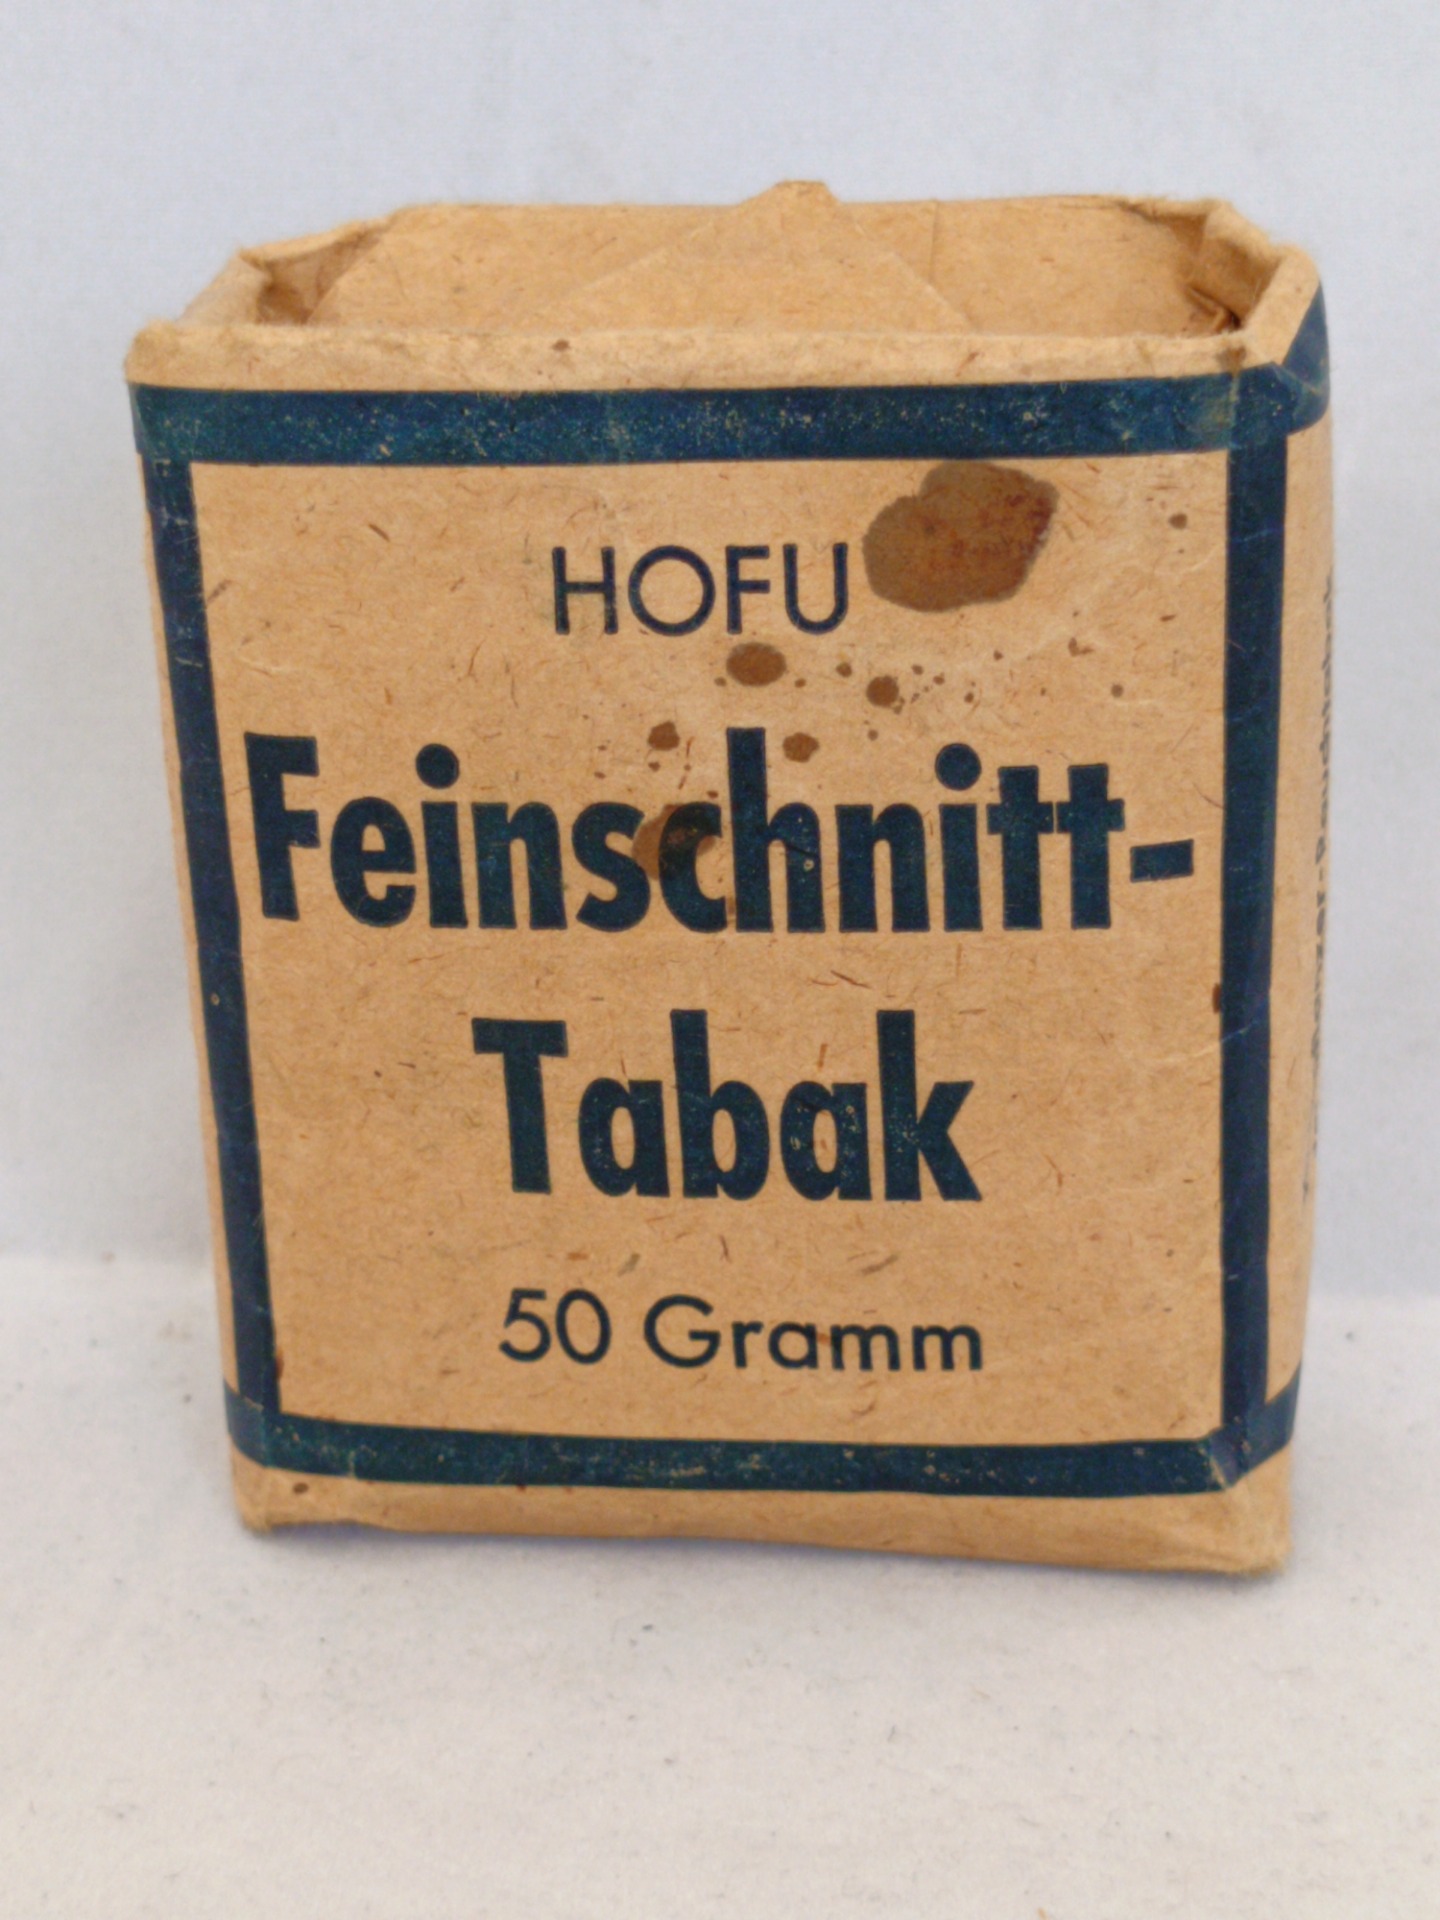 HOFU
Feinschnitt-
Tabak
50 Gramm